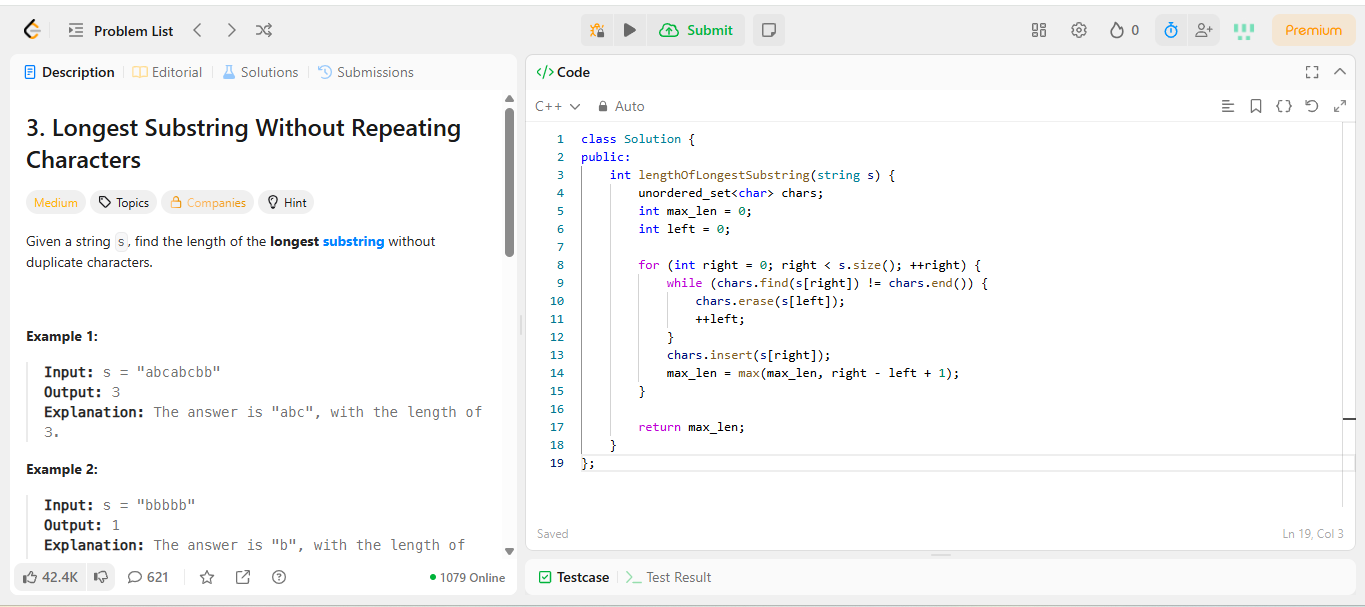 Problem List
Submit
0
Premium
Description
Editorial
Solutions
Submissions
3. Longest Substring Without Repeating
Characters
Medium
Topics
Companies
Hint
Given a string s, find the length of the longest substring without
duplicate characters.
Example 1:
Input: s = "abcabcbb"
Output: 3
Explanation: The answer is "abc", with the length of
3.
Example 2:
Input: s = "bbbbb"
Output: 1
Explanation: The answer is "b", with the length of
42.4K
621
1079 Online
</> Code
C++
Auto
1 class Solution {
2 public:
3     int lengthOfLongestSubstring(string s) {
4         unordered_set<char> chars;
5         int max_len = 0;
6         int left = 0;
7
8         for (int right = 0; right < s.size(); ++right) {
9             while (chars.find(s[right]) != chars.end()) {
10                 chars.erase(s[left]);
11                 ++left;
12             }
13             chars.insert(s[right]);
14             max_len = max(max_len, right - left + 1);
15         }
16
17         return max_len;
18     }
19 };
Saved
Ln 19, Col 3
Testcase
Test Result